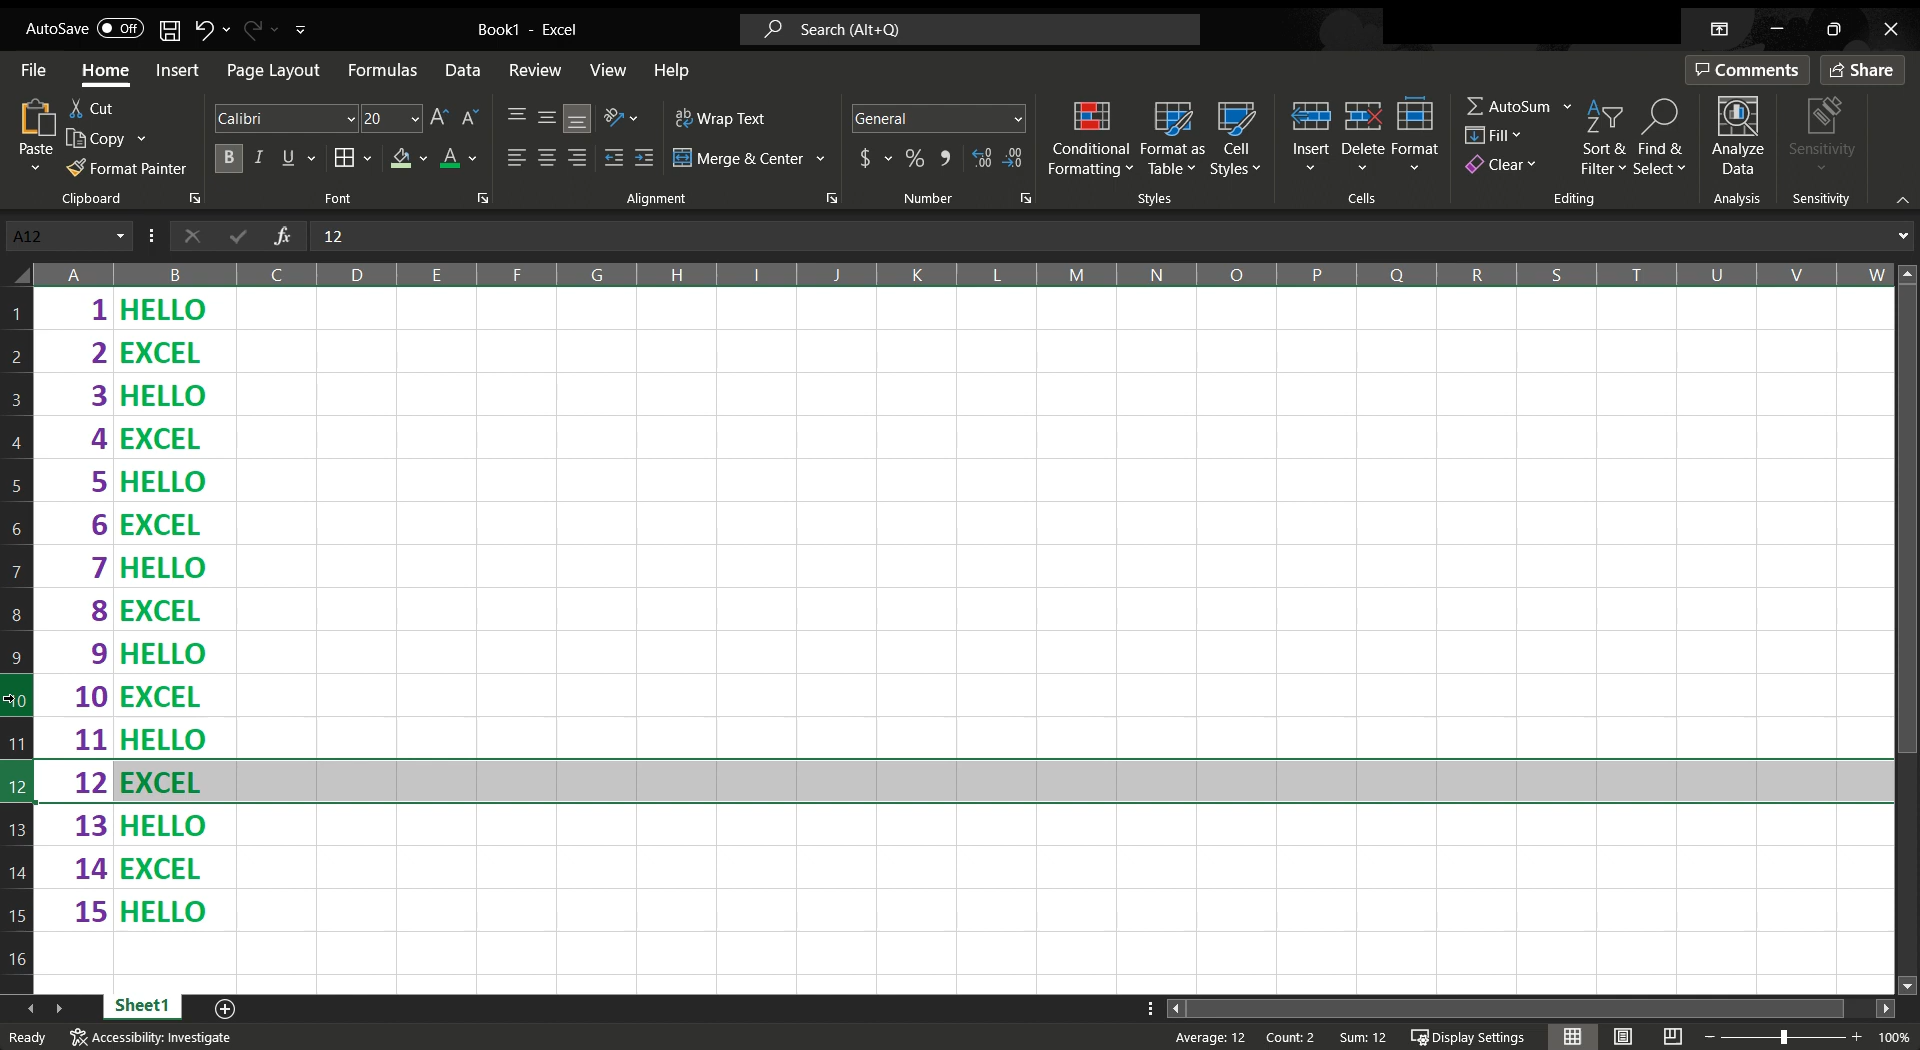 AutoSave Off Book1 - Excel Search (Alt+Q)
File Home Insert Page Layout Formulas Data Review View Help Comments Share
Paste Cut Copy Format Painter Clipboard
Calibri 20 A A B I U A Font
Wrap Text Merge & Center Alignment
General $ % Number
Conditional Formatting Format as Table Cell Styles Styles
Insert Delete Format Cells
AutoSum Fill Clear Sort & Filter Find & Select Editing
Analyze Data Analysis
Sensitivity Sensitivity
A12 fx 12
A B C D E F G H I J K L M N O P Q R S T U V W
1 1 HELLO
2 2 EXCEL
3 3 HELLO
4 4 EXCEL
5 5 HELLO
6 6 EXCEL
7 7 HELLO
8 8 EXCEL
9 9 HELLO
10 10 EXCEL
11 11 HELLO
12 12 EXCEL
13 13 HELLO
14 14 EXCEL
15 15 HELLO
16
Sheet1
Ready Accessibility: Investigate Average: 12 Count: 2 Sum: 12 Display Settings 100%